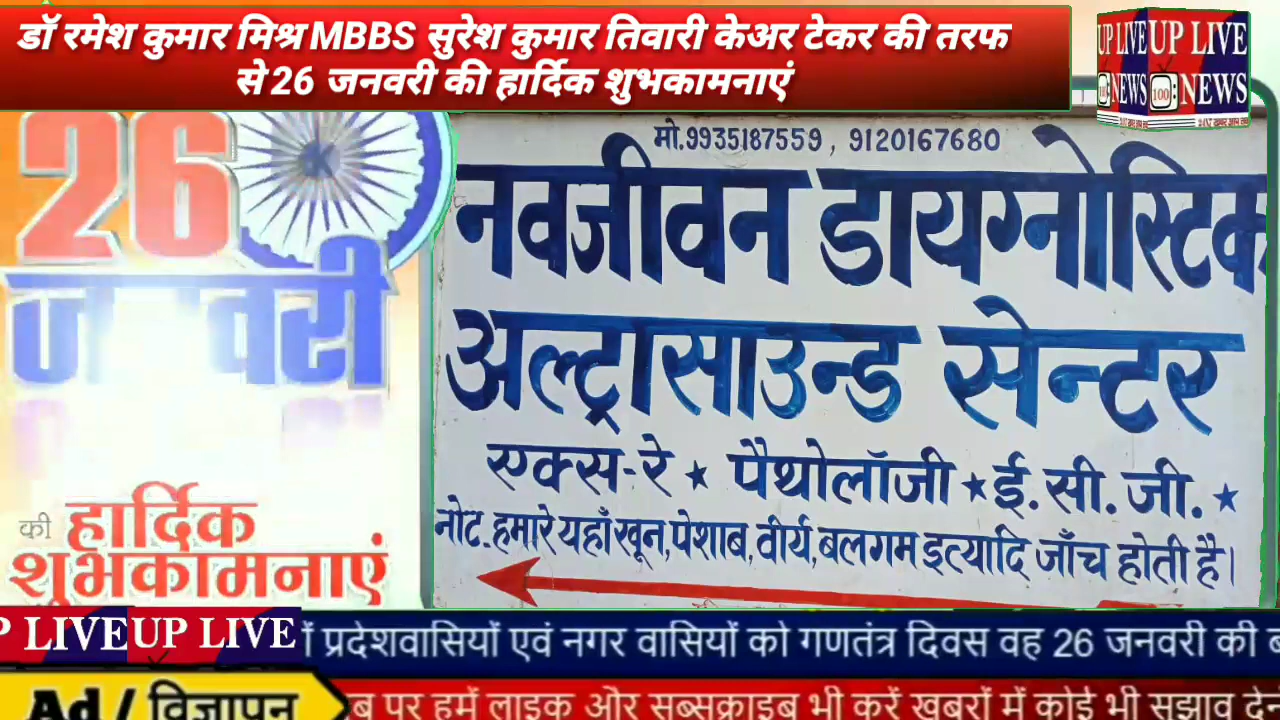 डॉ रमेश कुमार मिश्र MBBS सुरेश कुमार तिवारी केअर टेकर की तरफ
से 26 जनवरी की हार्दिक शुभकामनाएं
UP LIVE UP LIVE
NEWS NEWS
26
जनवरी
की हार्दिक
शुभकामनाएं
मो.9935187559, 9120167680
नवजीवन डायग्नोस्टिक
अल्ट्रासाउन्ड सेन्टर
एक्स-रे ★ पैथोलॉजी ★ ई.सी.जी. ★
नोट. हमारे यहाँ खून, पेशाब, वीर्य, बलगम इत्यादि जाँच होती है।
P LIVE UP LIVE प्रदेशवासियों एवं नगर वासियों को गणतंत्र दिवस वह 26 जनवरी की
Ad / विज्ञापन पर हमें लाइक और सब्सक्राइब भी करें खबरों में कोई भी सुझाव